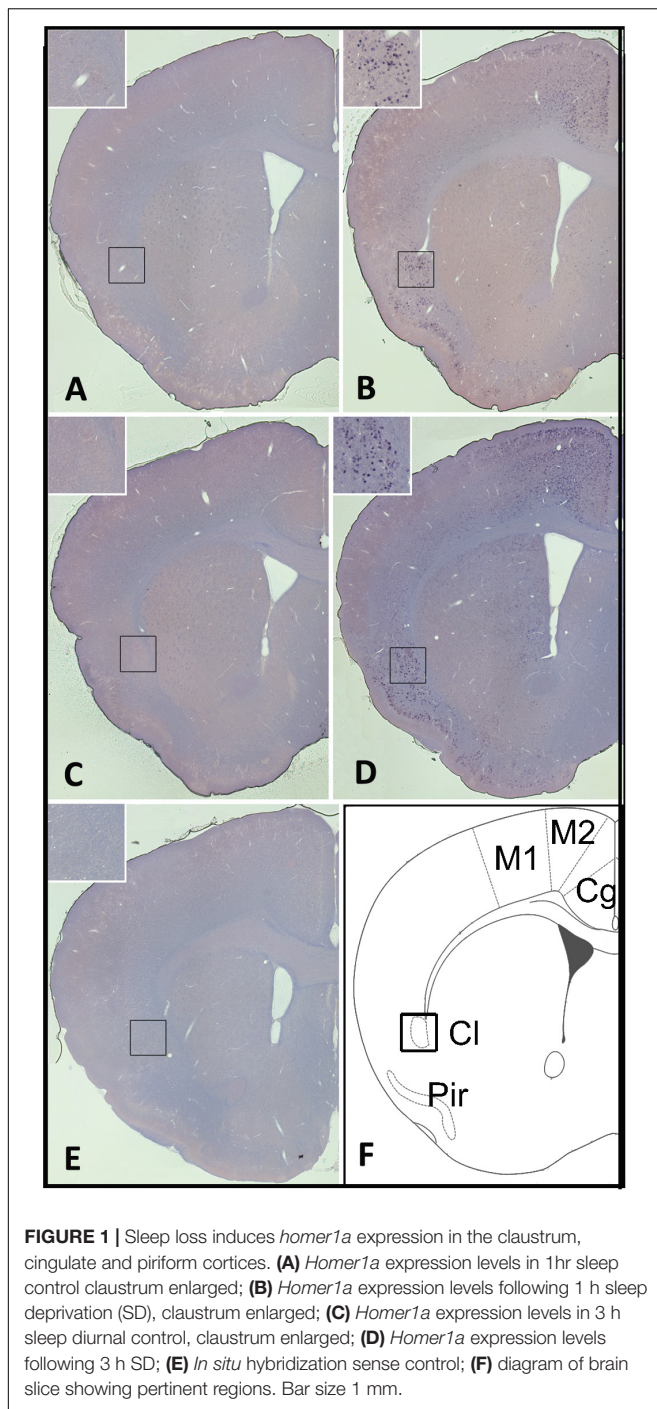 A
B
C
D
E
F
M1
M2
Cg
Cl
Pir
FIGURE 1 | Sleep loss induces homer1a expression in the claustrum,
cingulate and piriform cortices. (A) Homer1a expression levels in 1hr sleep
control claustrum enlarged; (B) Homer1a expression levels following 1 h sleep
deprivation (SD), claustrum enlarged; (C) Homer1a expression levels in 3 h
sleep diurnal control, claustrum enlarged; (D) Homer1a expression levels
following 3 h SD; (E) In situ hybridization sense control; (F) diagram of brain
slice showing pertinent regions. Bar size 1 mm.